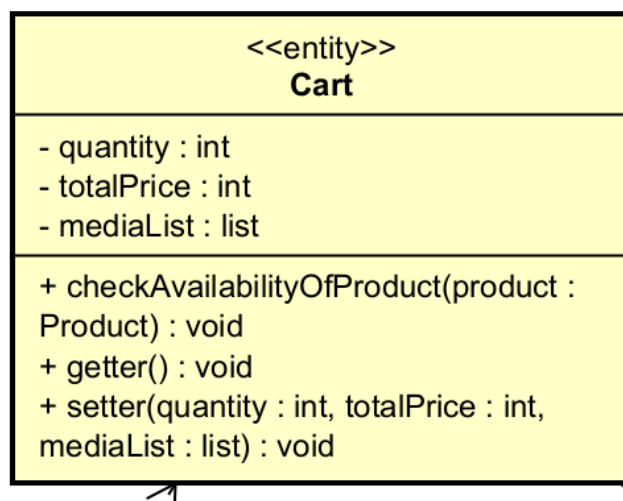 <<entity>>
Cart
- quantity : int
- totalPrice : int
- mediaList : list
+ checkAvailabilityOfProduct(product :
Product) : void
+ getter() : void
+ setter(quantity : int, totalPrice : int,
mediaList : list) : void